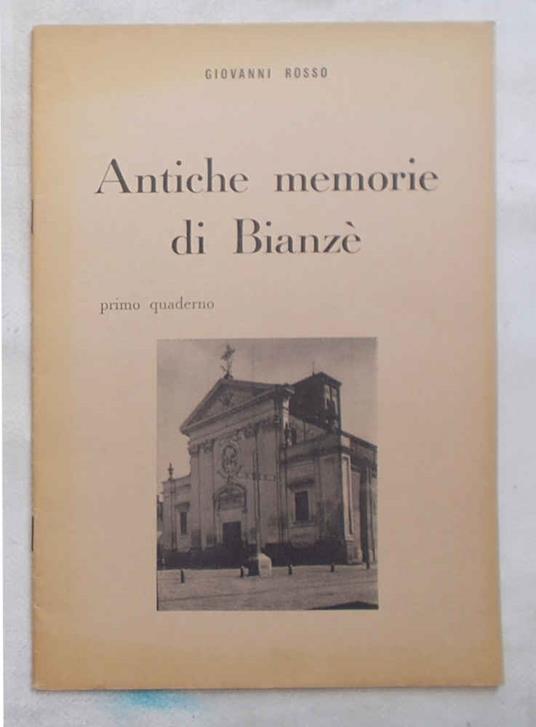 GIOVANNI ROSSO
Antiche memorie
di Bianzè
primo quaderno